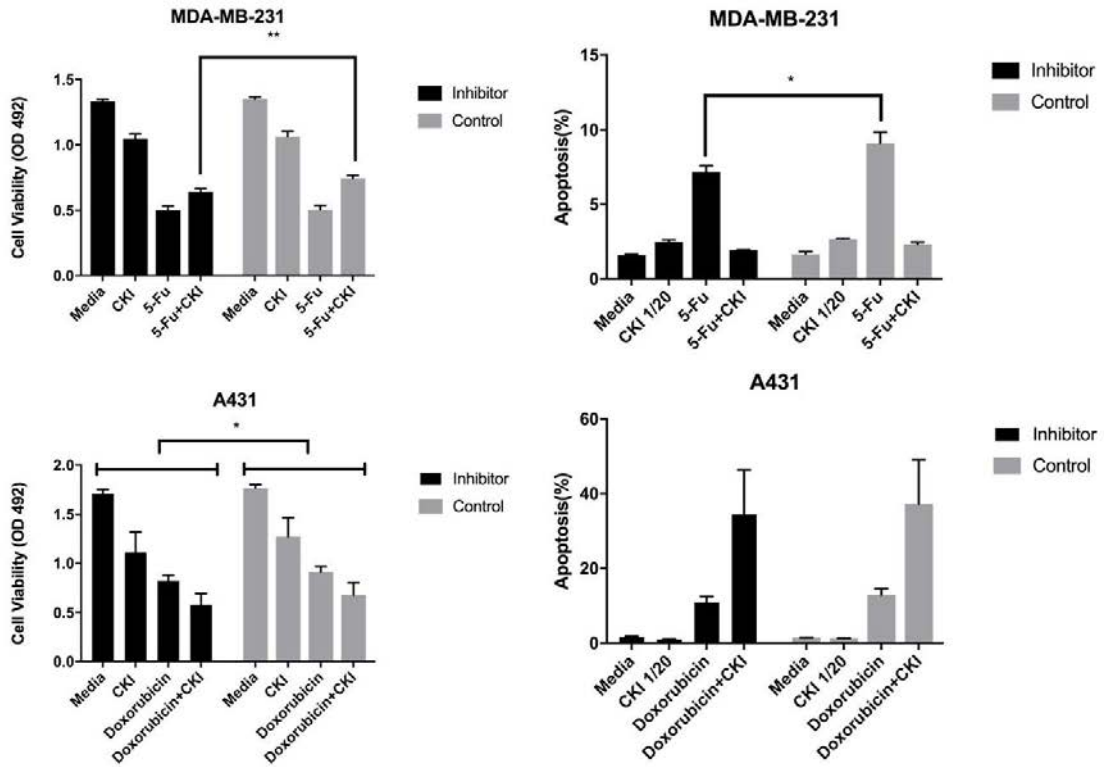 MDA-MB-231
**
1.5
1.0
0.5
0.0
Cell Viability (OD 492)
Inhibitor
Control
Media
CKI
5-Fu
5-Fu+CKI
Media
CKI
5-Fu
5-Fu+CKI
MDA-MB-231
*
15
10
5
0
Apoptosis(%)
Inhibitor
Control
Media
CKI 1/20
5-Fu
5-Fu+CKI
Media
CKI 1/20
5-Fu
5-Fu+CKI
A431
*
2.0
1.5
1.0
0.5
0.0
Cell Viability (OD 492)
Inhibitor
Control
Media
CKI
Doxorubicin
Doxorubicin+CKI
Media
CKI
Doxorubicin
Doxorubicin+CKI
A431
60
40
20
0
Apoptosis(%)
Inhibitor
Control
Media
CKI 1/20
Doxorubicin
Doxorubicin+CKI
Media
CKI 1/20
Doxorubicin
Doxorubicin+CKI